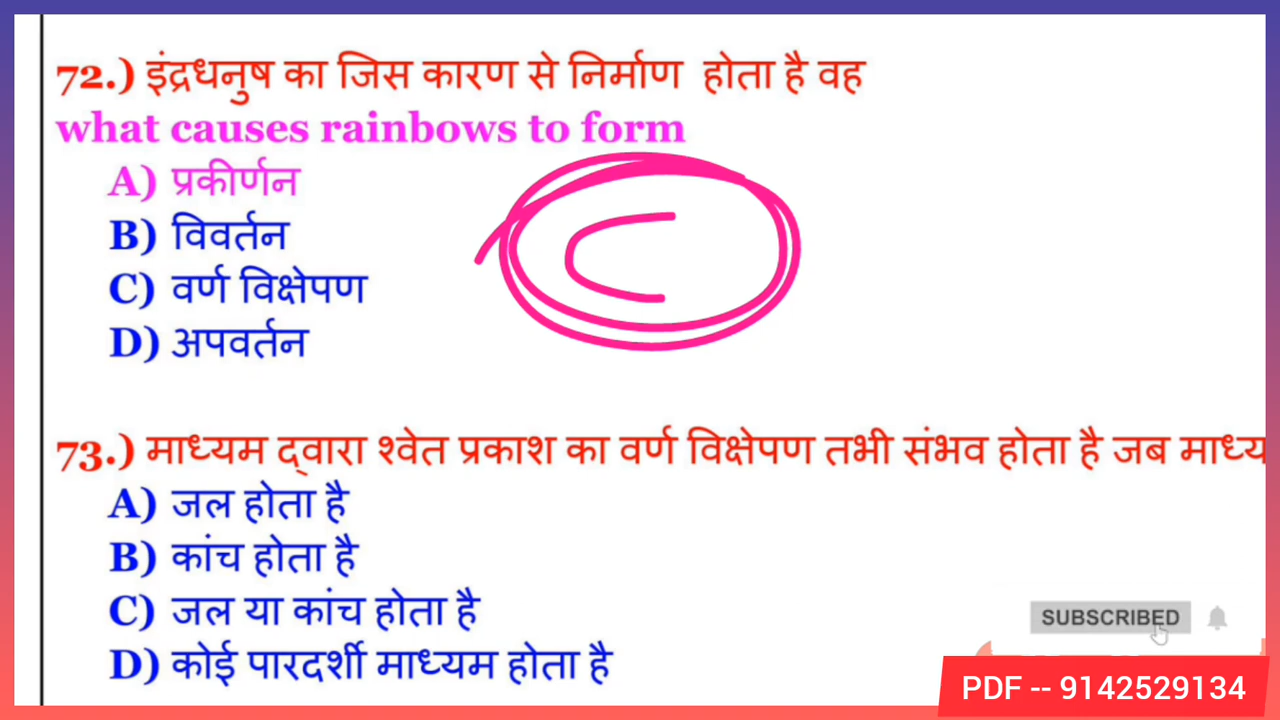 72.) इंद्रधनुष का जिस कारण से निर्माण होता है वह
what causes rainbows to form
A) प्रकीर्णन
B) विवर्तन
C) वर्ण विक्षेपण
D) अपवर्तन
C
73.) माध्यम द्वारा श्वेत प्रकाश का वर्ण विक्षेपण तभी संभव होता है जब माध्य
A) जल होता है
B) कांच होता है
C) जल या कांच होता है
D) कोई पारदर्शी माध्यम होता है
SUBSCRIBED
PDF -- 9142529134